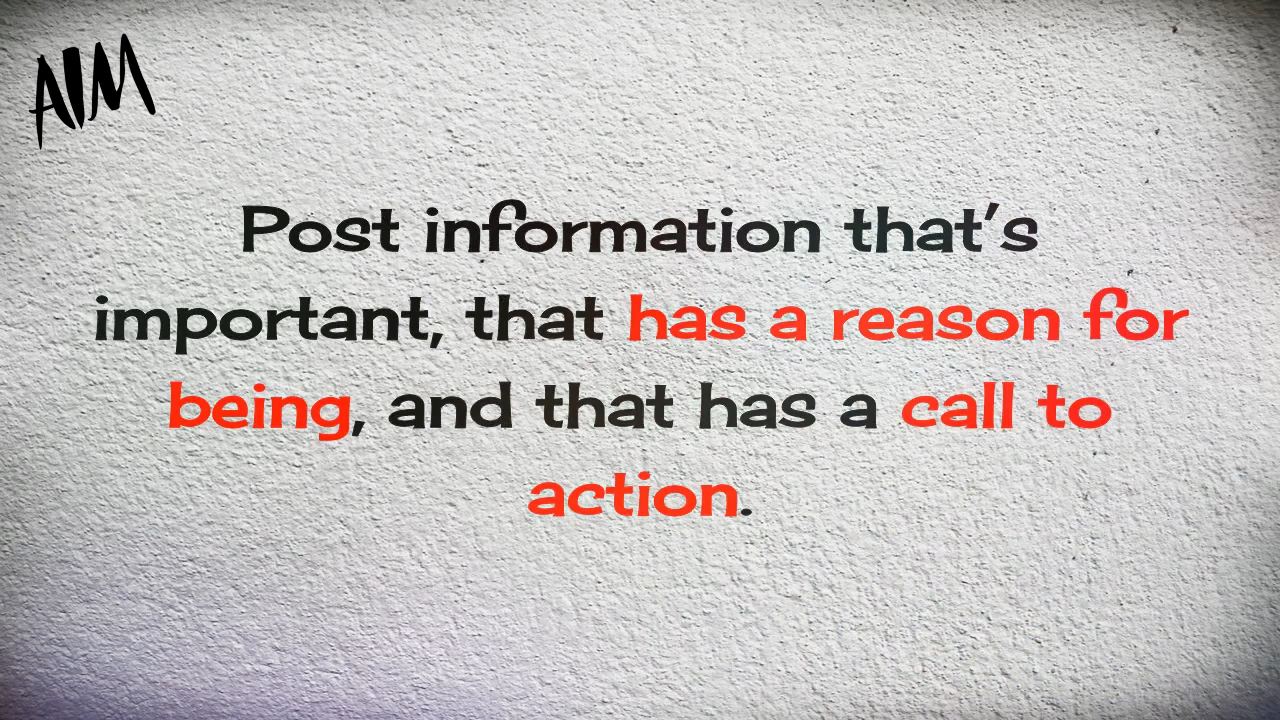 AIM
Post information that's
important, that has a reason for
being, and that has a call to
action.